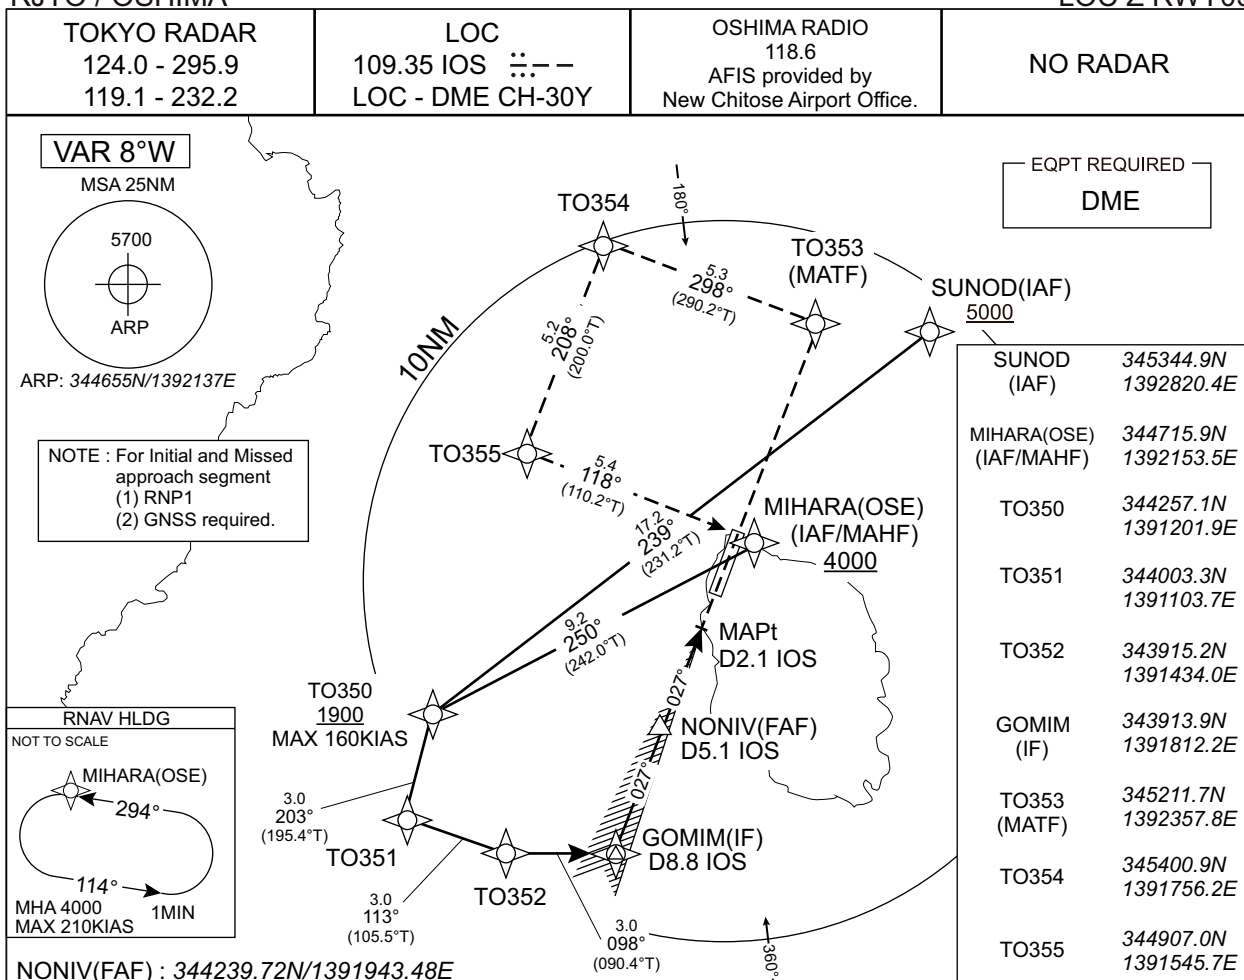 RJTO / OSHIMA
LOC Z RWY 03
TOKYO RADAR
124.0 - 295.9
119.1 - 232.2
LOC
109.35 IOS
LOC - DME CH-30Y
OSHIMA RADIO
118.6
AFIS provided by
New Chitose Airport Office.
NO RADAR
VAR 8°W
MSA 25NM
5700
ARP
ARP: 344655N/1392137E
NOTE : For Initial and Missed
approach segment
(1) RNP1
(2) GNSS required.
EQPT REQUIRED
DME
180°
TO354
TO353
(MATF)
SUNOD(IAF)
5000
5.3
298°
(290.2°T)
5.2
208°
(200.0°T)
10NM
TO355
5.4
118°
(110.2°T)
17.2
239°
(231.2°T)
MIHARA(OSE)
(IAF/MAHF)
4000
9.2
250°
(242.0°T)
MAPt
D2.1 IOS
027°
TO350
1900
MAX 160KIAS
NONIV(FAF)
D5.1 IOS
027°
3.0
203°
(195.4°T)
TO351
GOMIM(IF)
D8.8 IOS
TO352
3.0
113°
(105.5°T)
3.0
098°
(090.4°T)
360°
RNAV HLDG
NOT TO SCALE
MIHARA(OSE)
294°
114°
MHA 4000
MAX 210KIAS
1MIN
NONIV(FAF) : 344239.72N/1391943.48E
SUNOD
(IAF)
345344.9N
1392820.4E
MIHARA(OSE)
(IAF/MAHF)
344715.9N
1392153.5E
TO350
344257.1N
1391201.9E
TO351
344003.3N
1391103.7E
TO352
343915.2N
1391434.0E
GOMIM
(IF)
343913.9N
1391812.2E
TO353
(MATF)
345211.7N
1392357.8E
TO354
345400.9N
1391756.2E
TO355
344907.0N
1391545.7E